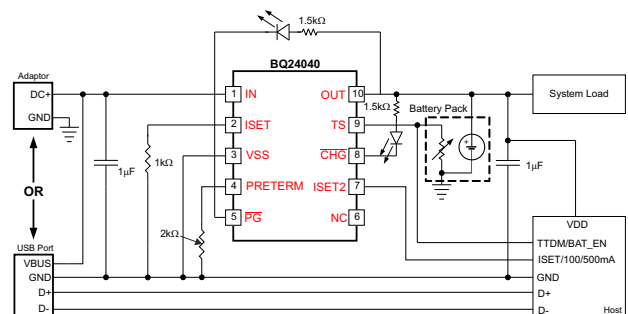 1.5kΩ
BQ24040
Adaptor
DC+
GND
1 IN
OUT 10
1.5kΩ
Battery Pack
System Load
2 ISET
TS 9
1μF
1kΩ
3 VSS
CHG 8
1μF
4 PRETERM
ISET2 7
OR
5 PG
NC 6
VDD
2kΩ
TTDM/BAT_EN
USB Port
VBUS
ISET/100/500mA
GND
GND
D+
D+
D-
D-
Host